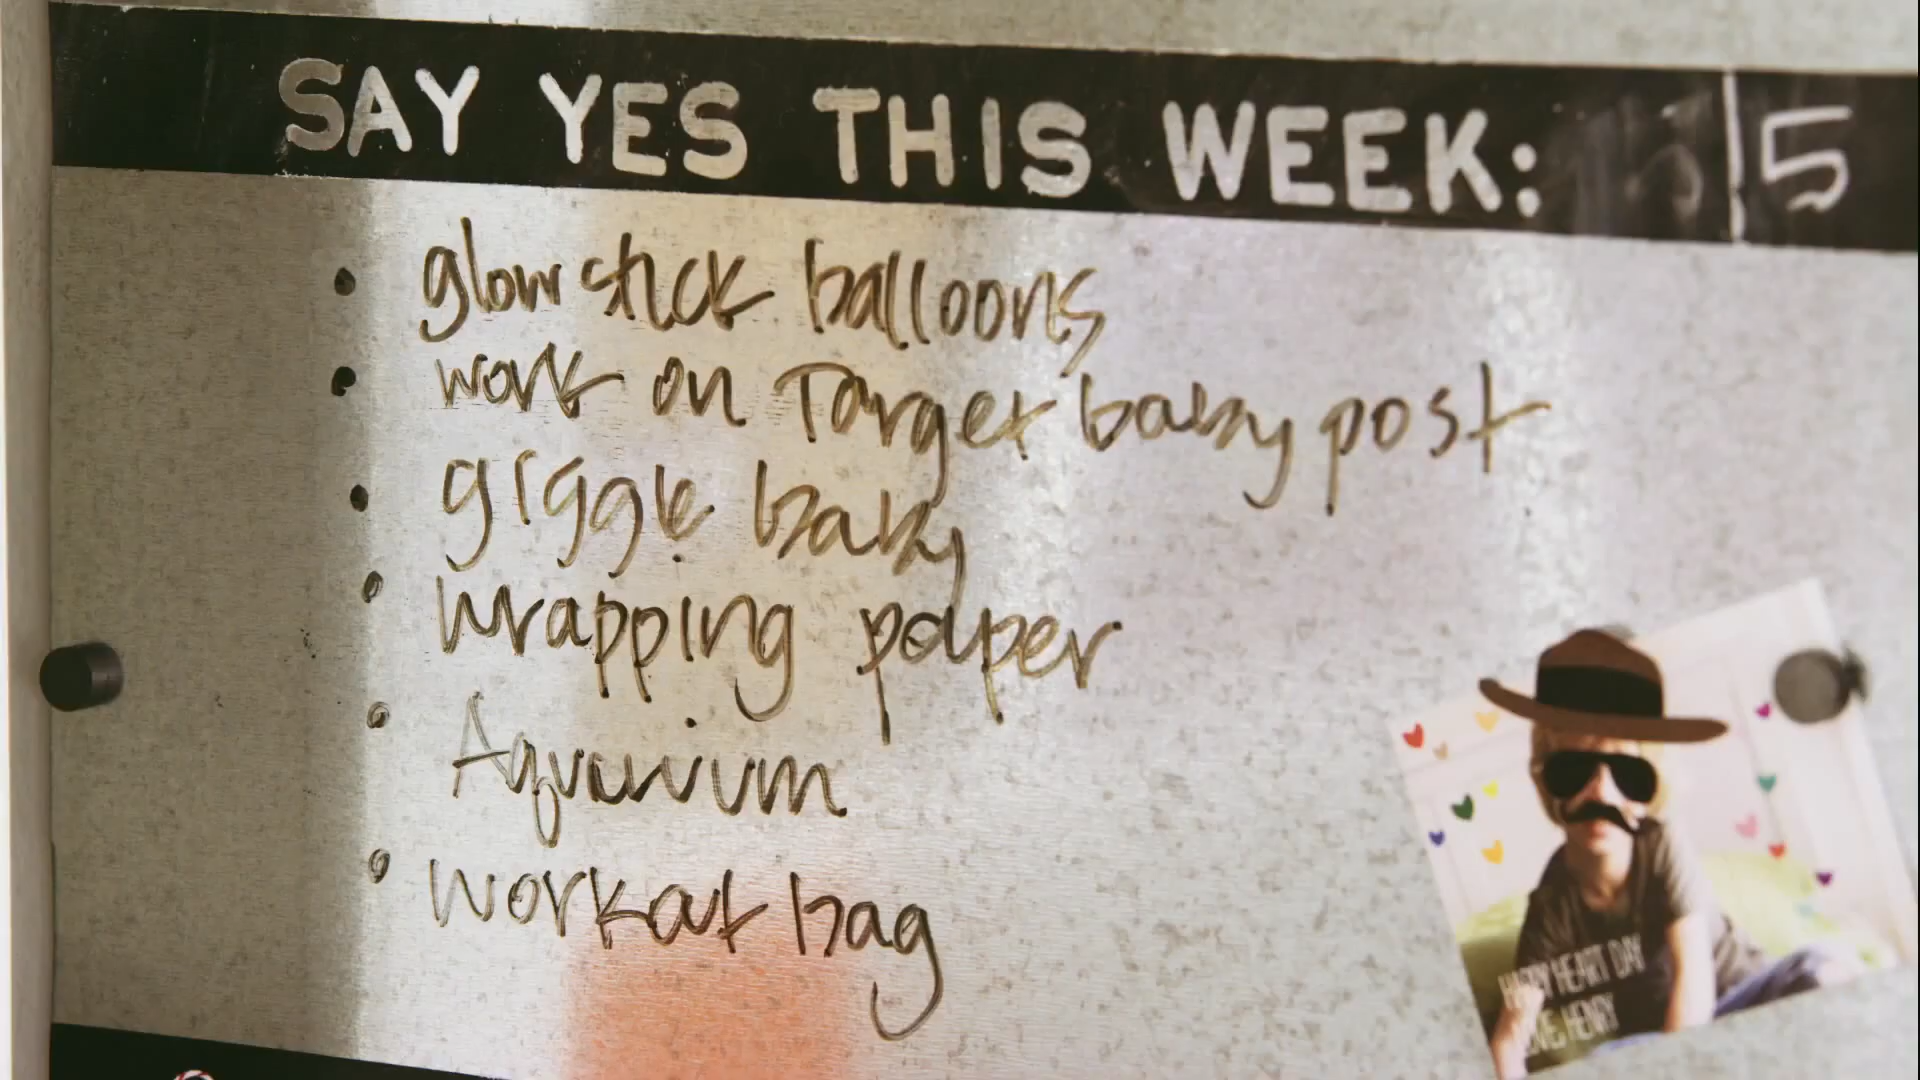 SAY YES THIS WEEK: 5
• glow stick balloons
• work on Target baby post
• giggle baby
• wrapping paper
• Aquarium
• workout bag
HAPPY HEART DAY
LOVE, HENRY